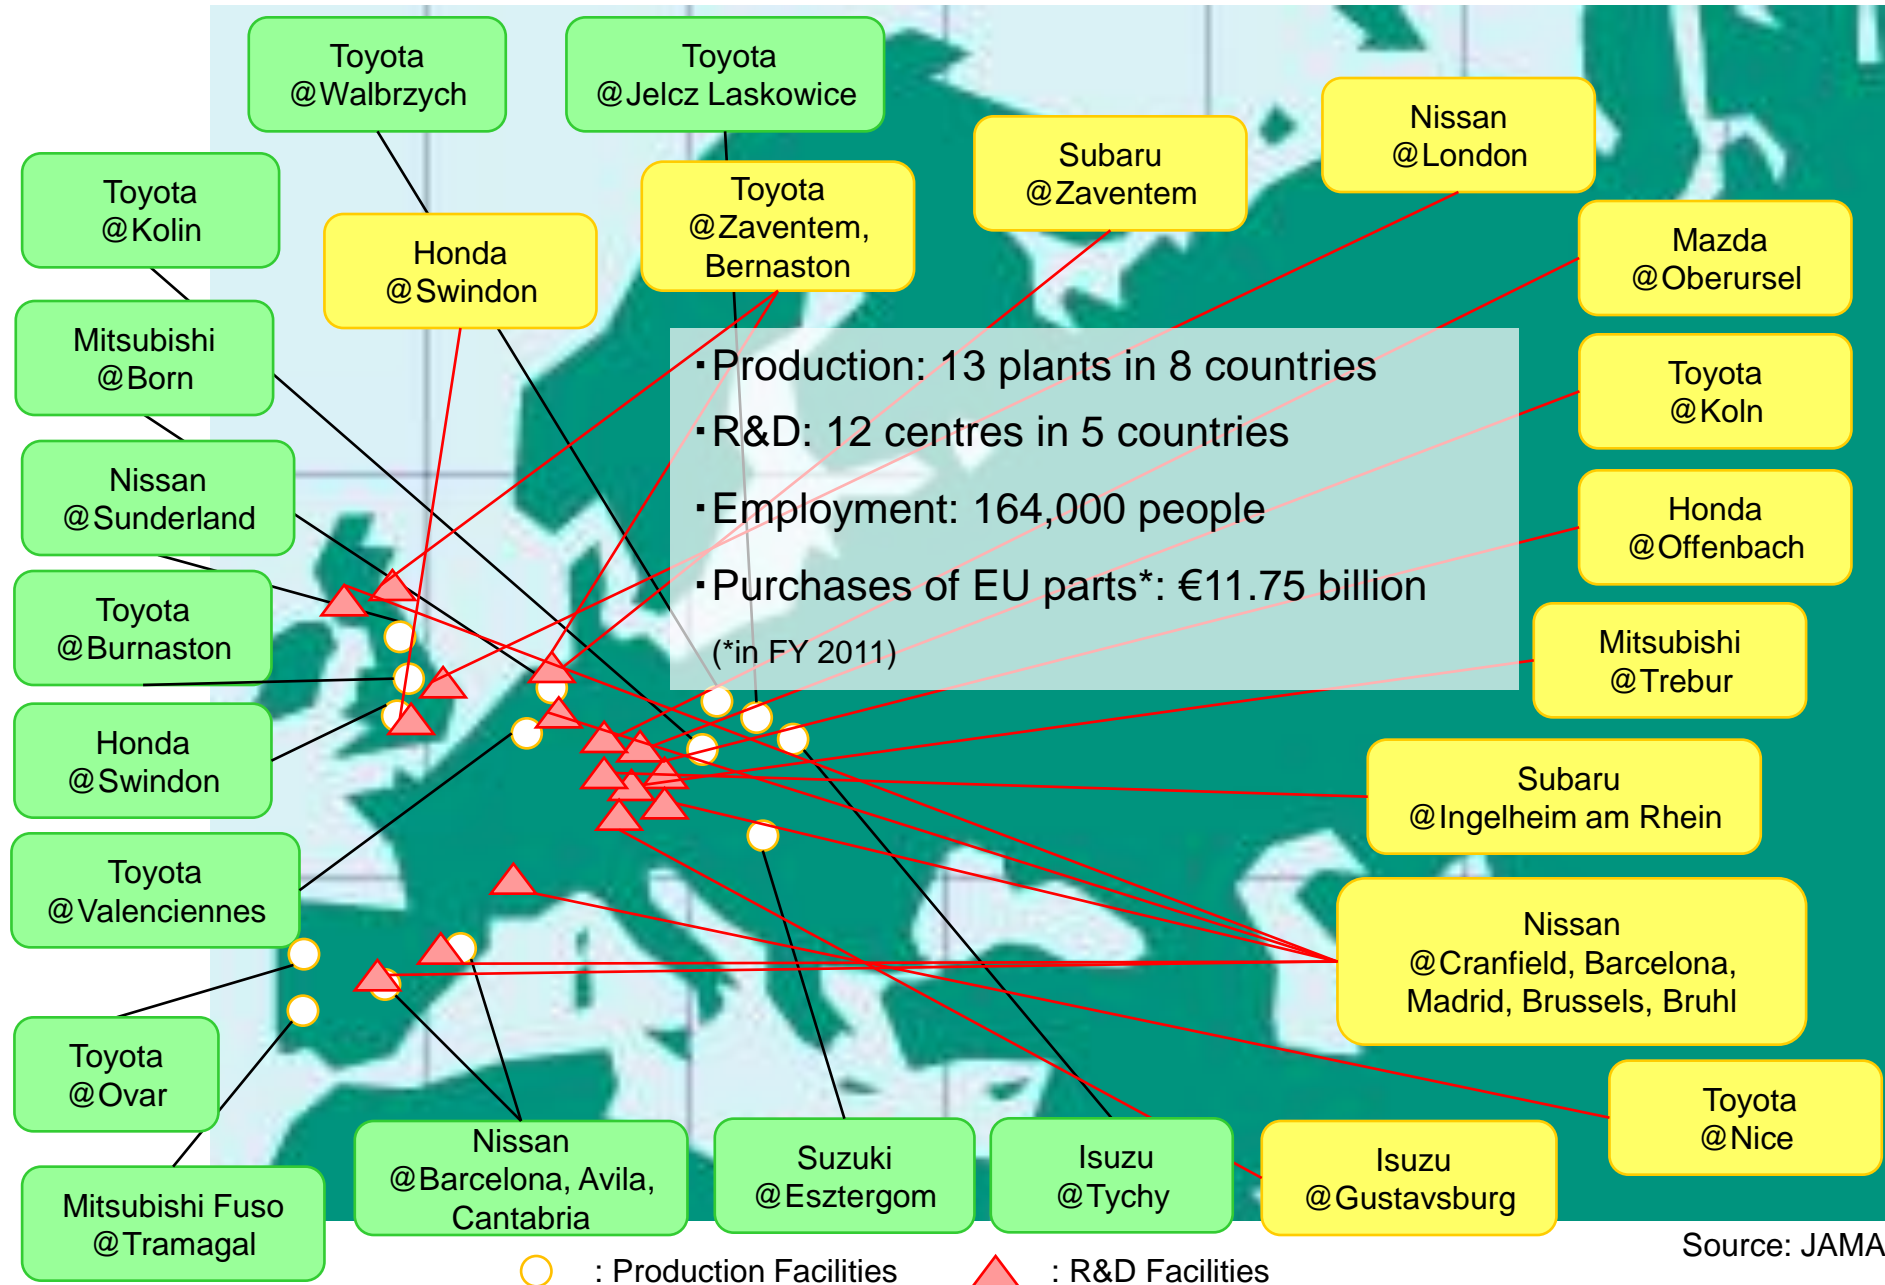 Toyota
@Walbrzych
Toyota
@Jelcz Laskowice
Nissan
@London
Subaru
@Zaventem
Toyota
@Kolin
Toyota
@Zaventem,
Bernaston
Honda
@Swindon
Mazda
@Oberursel
Mitsubishi
@Born
Toyota
@Koln
・Production: 13 plants in 8 countries
・R&D: 12 centres in 5 countries
・Employment: 164,000 people
・Purchases of EU parts*: €11.75 billion
(*in FY 2011)
Nissan
@Sunderland
Honda
@Offenbach
Toyota
@Burnaston
Mitsubishi
@Trebur
Honda
@Swindon
Subaru
@Ingelheim am Rhein
Toyota
@Valenciennes
Nissan
@Cranfield, Barcelona,
Madrid, Brussels, Bruhl
Toyota
@Ovar
Toyota
@Nice
Mitsubishi Fuso
@Tramagal
Nissan
@Barcelona, Avila,
Cantabria
Suzuki
@Esztergom
Isuzu
@Tychy
Isuzu
@Gustavsburg
Source: JAMA
: Production Facilities
: R&D Facilities